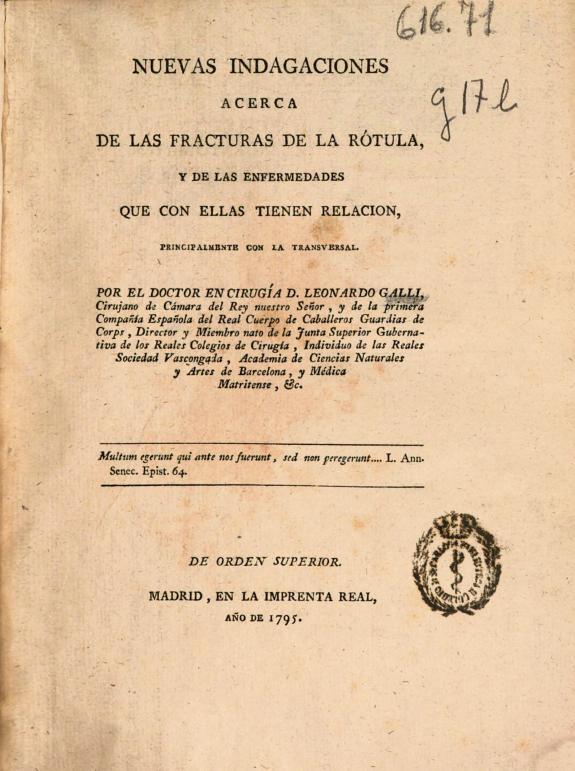 616.71
g17l
NUEVAS INDAGACIONES
ACERCA
DE LAS FRACTURAS DE LA RÓTULA,
Y DE LAS ENFERMEDADES
QUE CON ELLAS TIENEN RELACION,
PRINCIPALMENTE CON LA TRANSVERSAL.
POR EL DOCTOR EN CIRUGÍA D. LEONARDO GALLI,
Cirujano de Cámara del Rey nuestro Señor, y de la primera
Compañía Española del Real Cuerpo de Caballeros Guardias de
Corps, Director y Miembro nato de la Junta Superior Guberna-
tiva de los Reales Colegios de Cirugía, Individuo de las Reales
Sociedad Vascongada, Academia de Ciencias Naturales
y Artes de Barcelona, y Médica
Matritense, &c.
Multum egerunt qui ante nos fuerunt, sed non peregerunt.... L. Ann.
Senec. Epist. 64.
DE ORDEN SUPERIOR.
MADRID, EN LA IMPRENTA REAL,
AÑO DE 1795.